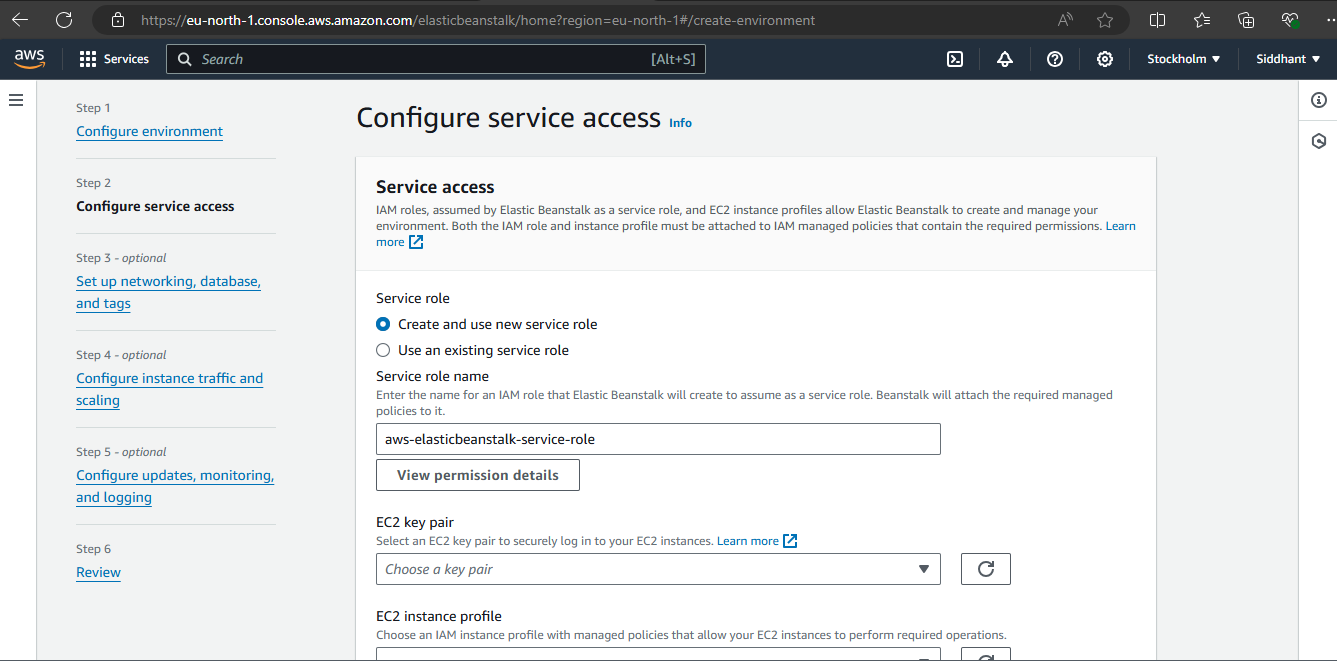 https://eu-north-1.console.aws.amazon.com/elasticbeanstalk/home?region=eu-north-1#/create-environment
aws
Services
Search
[Alt+S]
Stockholm
Siddhant
Step 1
Configure environment
Step 2
Configure service access
Step 3 - optional
Set up networking, database,
and tags
Step 4 - optional
Configure instance traffic and
scaling
Step 5 - optional
Configure updates, monitoring,
and logging
Step 6
Review
Configure service access Info
Service access
IAM roles, assumed by Elastic Beanstalk as a service role, and EC2 instance profiles allow Elastic Beanstalk to create and manage your
environment. Both the IAM role and instance profile must be attached to IAM managed policies that contain the required permissions. Learn
more
Service role
Create and use new service role
Use an existing service role
Service role name
Enter the name for an IAM role that Elastic Beanstalk will create to assume as a service role. Beanstalk will attach the required managed
policies to it.
aws-elasticbeanstalk-service-role
View permission details
EC2 key pair
Select an EC2 key pair to securely log in to your EC2 instances. Learn more
Choose a key pair
EC2 instance profile
Choose an IAM instance profile with managed policies that allow your EC2 instances to perform required operations.